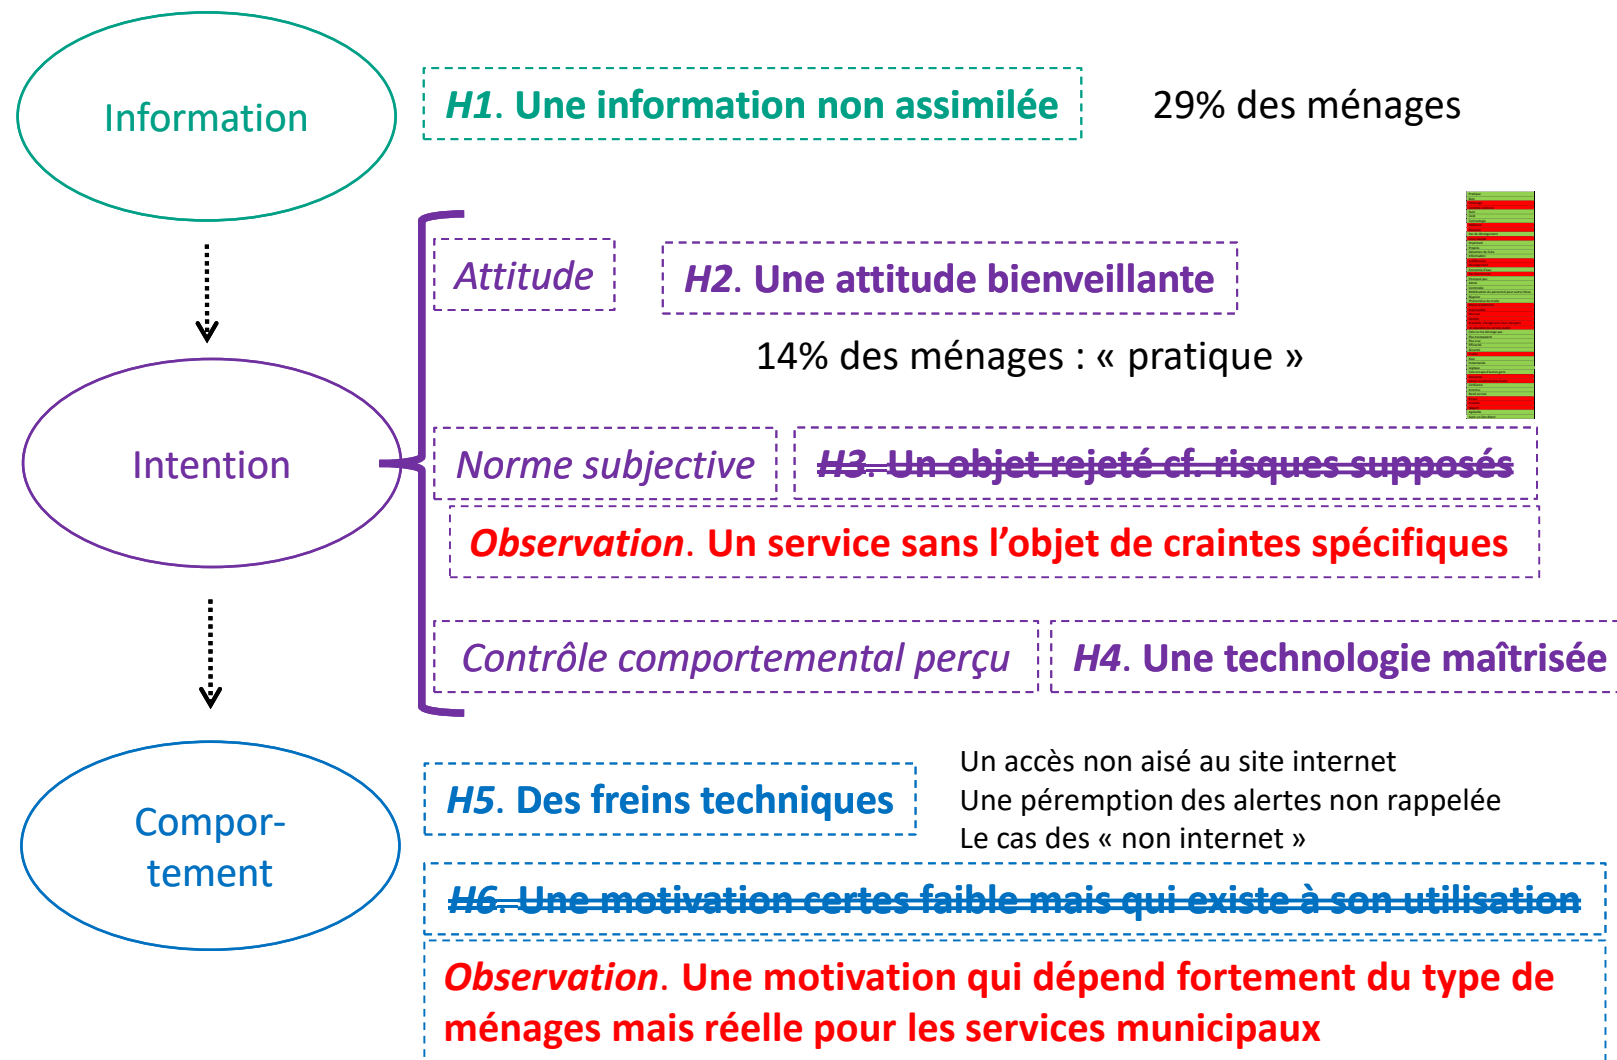 Information
H1. Une information non assimilée
29% des ménages
Attitude
H2. Une attitude bienveillante
14% des ménages : « pratique »
Intention
Norme subjective
H3. Un objet rejeté cf. risques supposés
Observation. Un service sans l’objet de craintes spécifiques
Contrôle comportemental perçu
H4. Une technologie maîtrisée
Compor-
tement
H5. Des freins techniques
Un accès non aisé au site internet
Une péremption des alertes non rappelée
Le cas des « non internet »
H6. Une motivation certes faible mais qui existe à son utilisation
Observation. Une motivation qui dépend fortement du type de
ménages mais réelle pour les services municipaux